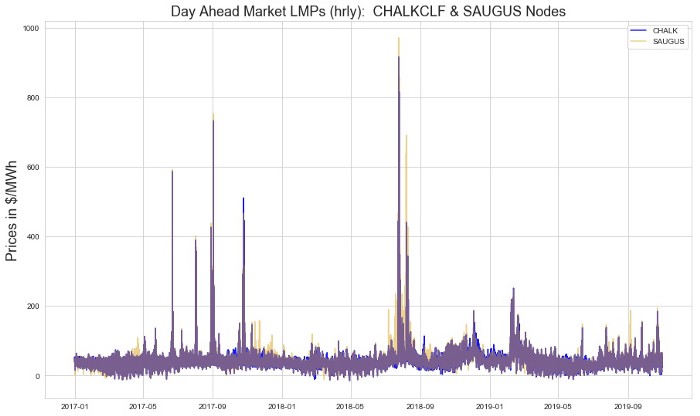 Day Ahead Market LMPs (hrly): CHALKCLF & SAUGUS Nodes
CHALK
SAUGUS
Prices in $/MWh
1000
800
600
400
200
0
2017-01 2017-05 2017-09 2018-01 2018-05 2018-09 2019-01 2019-05 2019-09